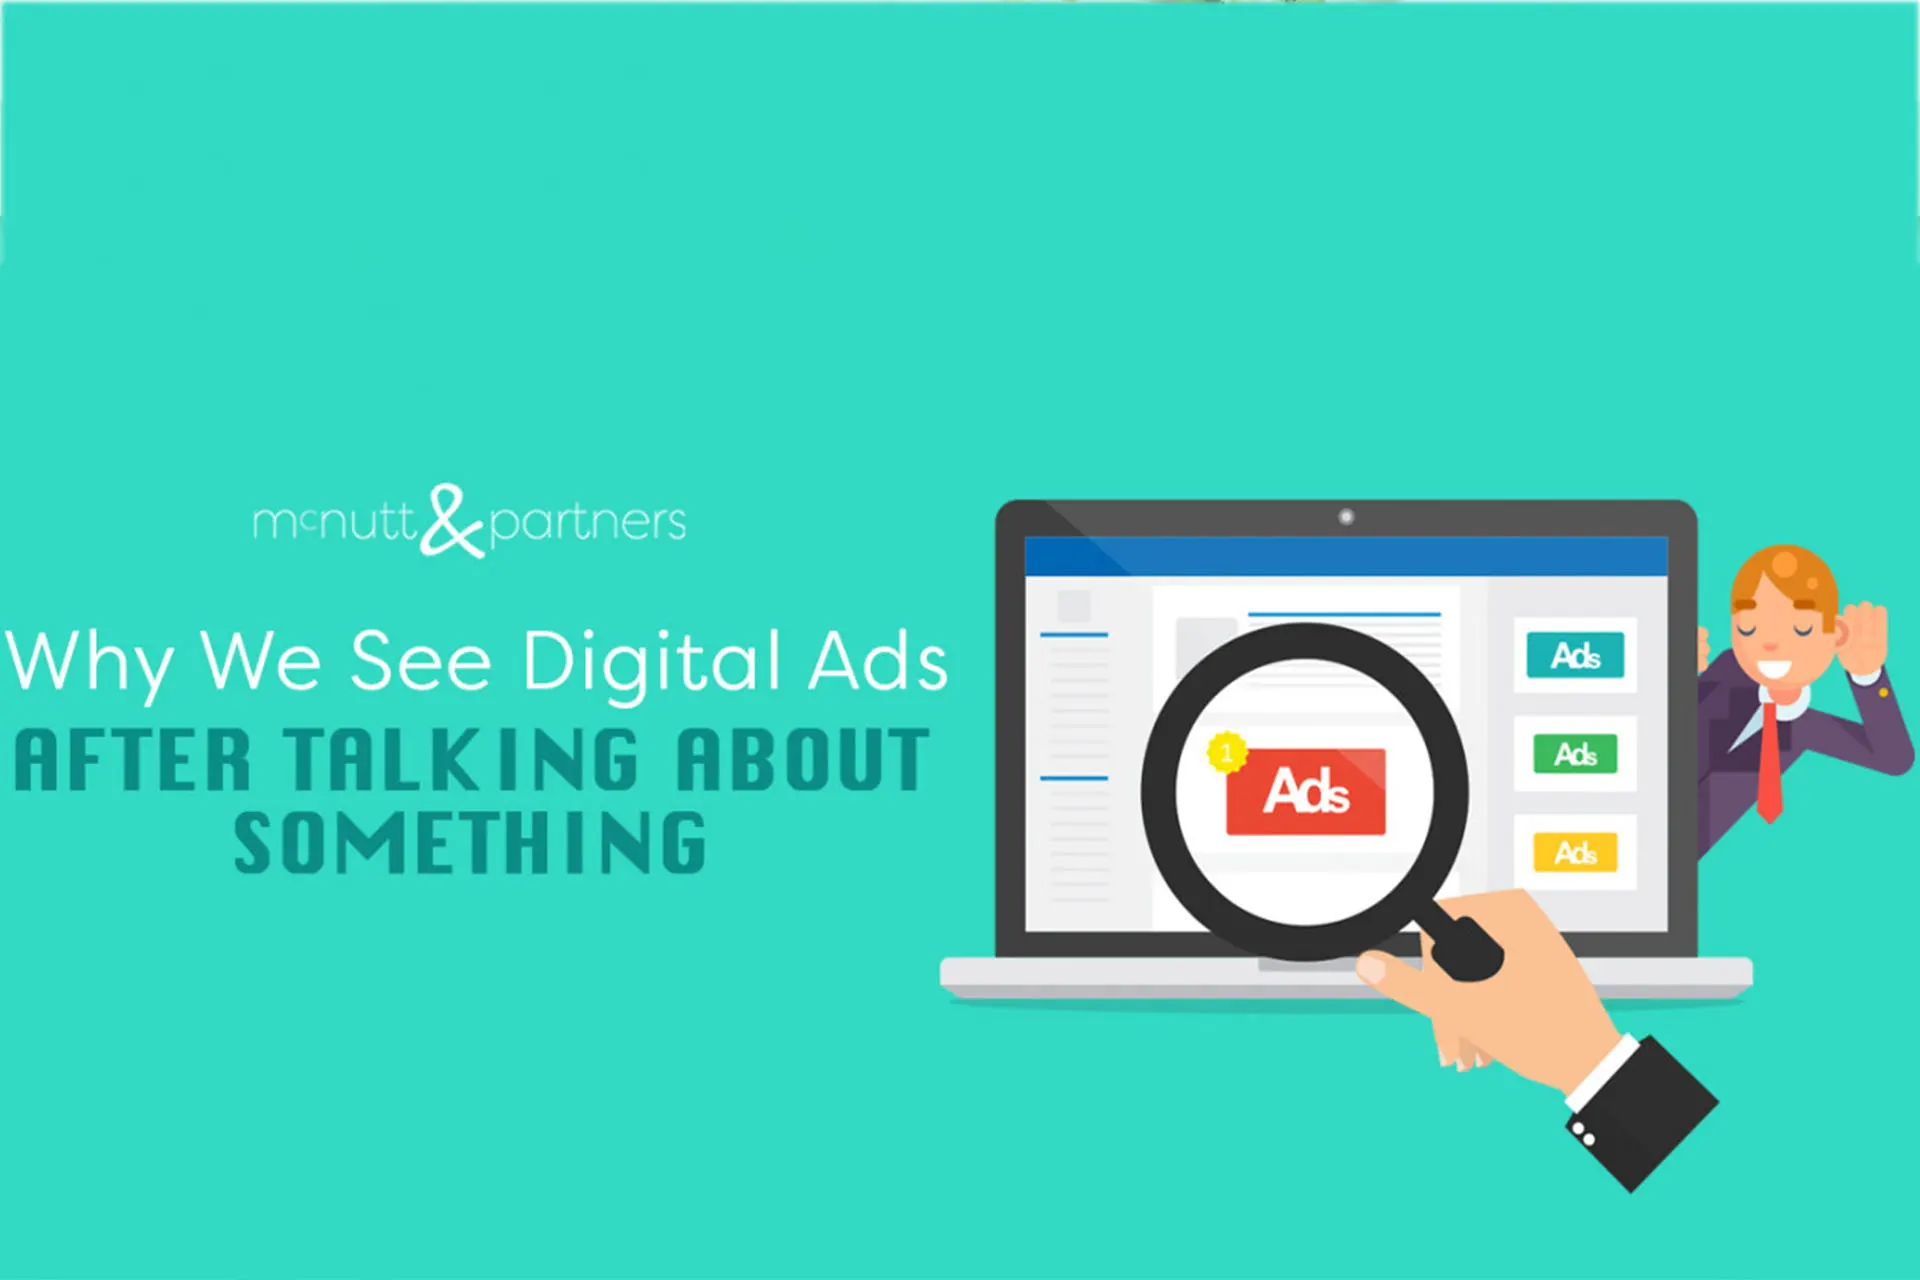 mcnutt&partners
Why We See Digital Ads
AFTER TALKING ABOUT
SOMETHING
1
Ads
Ads
Ads
Ads